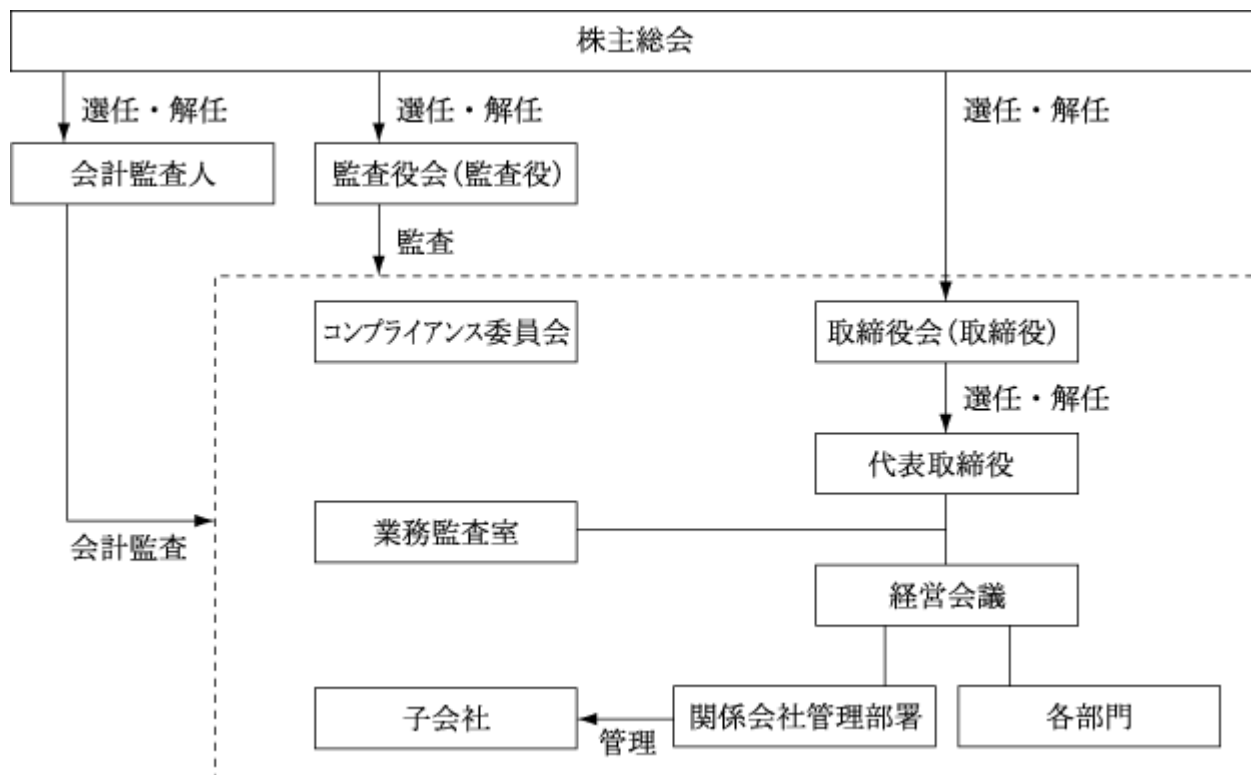 株主総会
選任・解任
選任・解任
選任・解任
会計監査人
監査役会(監査役)
監査
コンプライアンス委員会
取締役会(取締役)
選任・解任
代表取締役
業務監査室
会計監査
経営会議
子会社
管理
関係会社管理部署
各部門